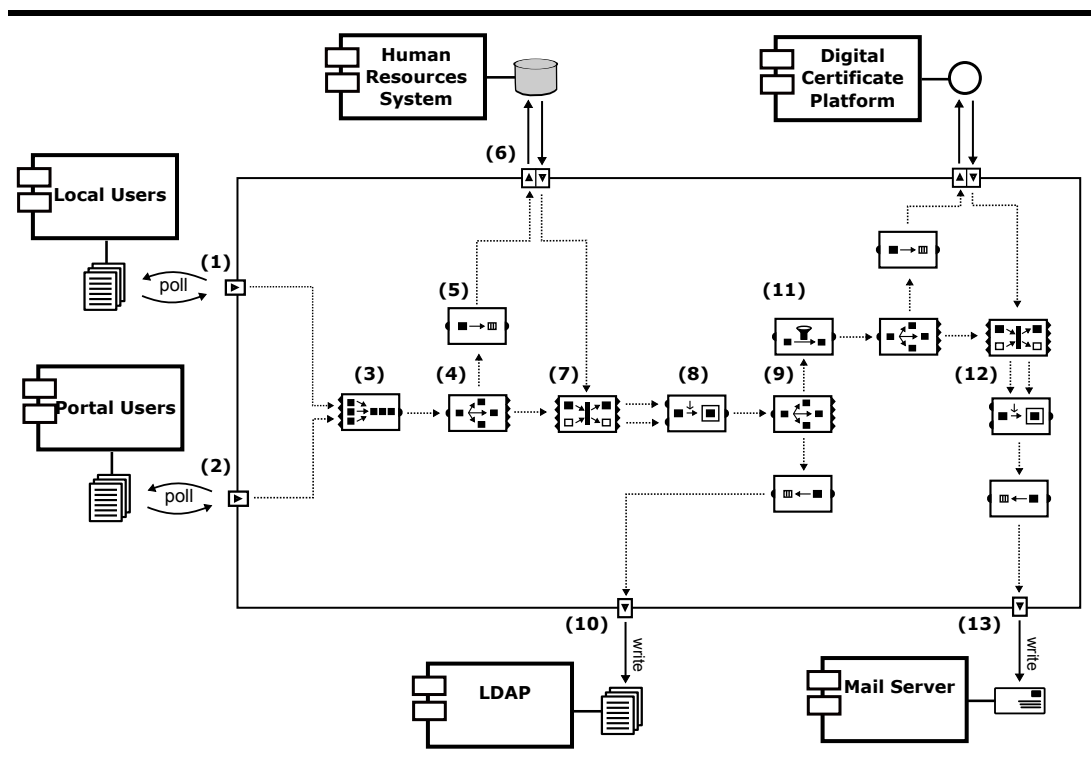 Human
Resources
System
Digital
Certificate
Platform
(6)
Local Users
(1)
poll
(5)
(11)
(3)
(4)
(7)
(8)
(9)
(12)
Portal Users
(2)
poll
(10)
write
(13)
write
LDAP
Mail Server